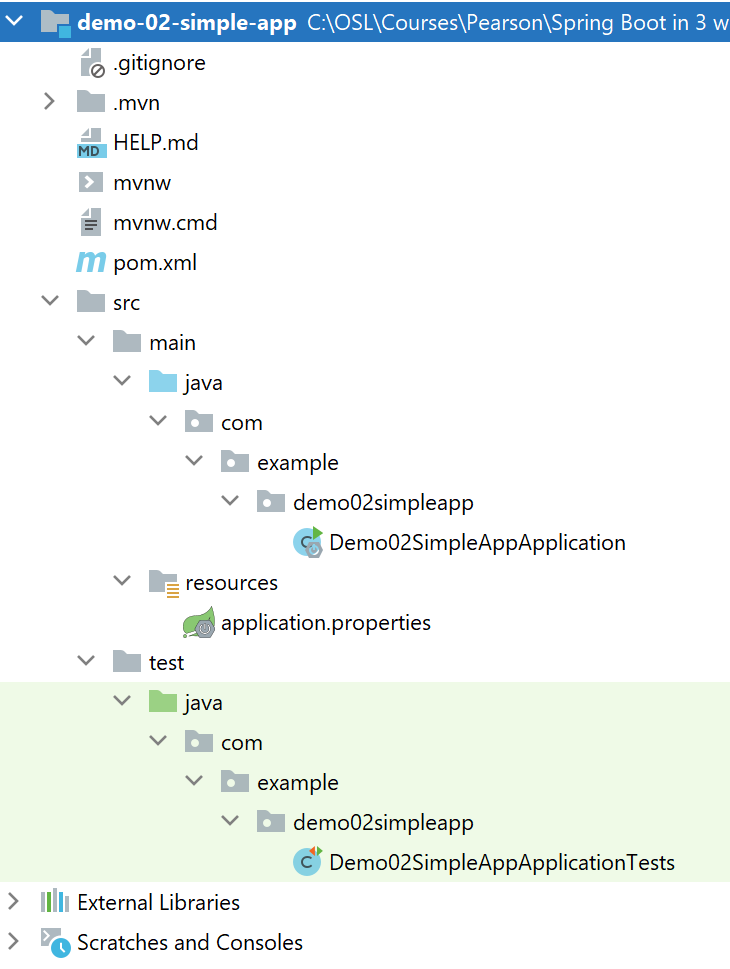 demo-02-simple-app C:\OSL\Courses\Pearson\Spring Boot in 3 w
.gitignore
.mvn
MD HELP.md
mvnw
mvnw.cmd
m pom.xml
src
main
java
com
example
demo02simpleapp
C Demo02SimpleAppApplication
resources
application.properties
test
java
com
example
demo02simpleapp
C Demo02SimpleAppApplicationTests
External Libraries
Scratches and Consoles